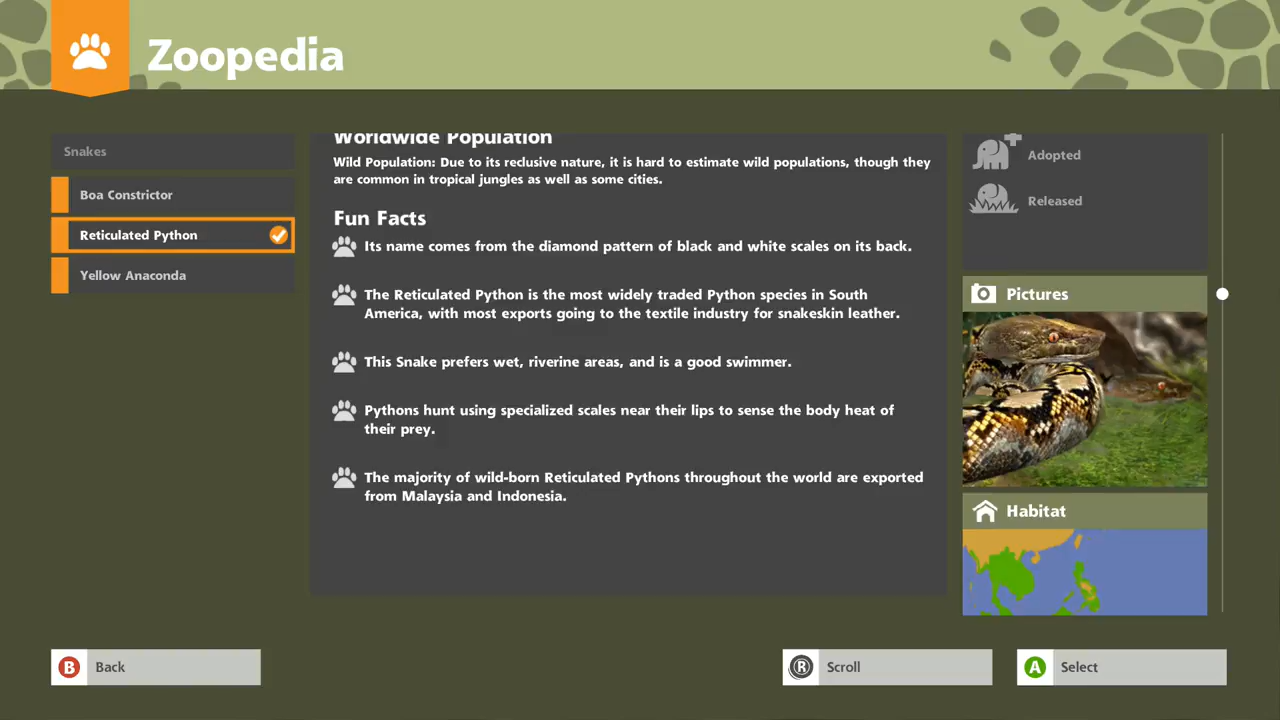 Zoopedia
Snakes
Boa Constrictor
Reticulated Python
Yellow Anaconda
Worldwide Population
Wild Population: Due to its reclusive nature, it is hard to estimate wild populations, though they
are common in tropical jungles as well as some cities.
Fun Facts
Its name comes from the diamond pattern of black and white scales on its back.
The Reticulated Python is the most widely traded Python species in South
America, with most exports going to the textile industry for snakeskin leather.
This Snake prefers wet, riverine areas, and is a good swimmer.
Pythons hunt using specialized scales near their lips to sense the body heat of
their prey.
The majority of wild-born Reticulated Pythons throughout the world are exported
from Malaysia and Indonesia.
Adopted
Released
Pictures
Habitat
B Back
R Scroll
A Select